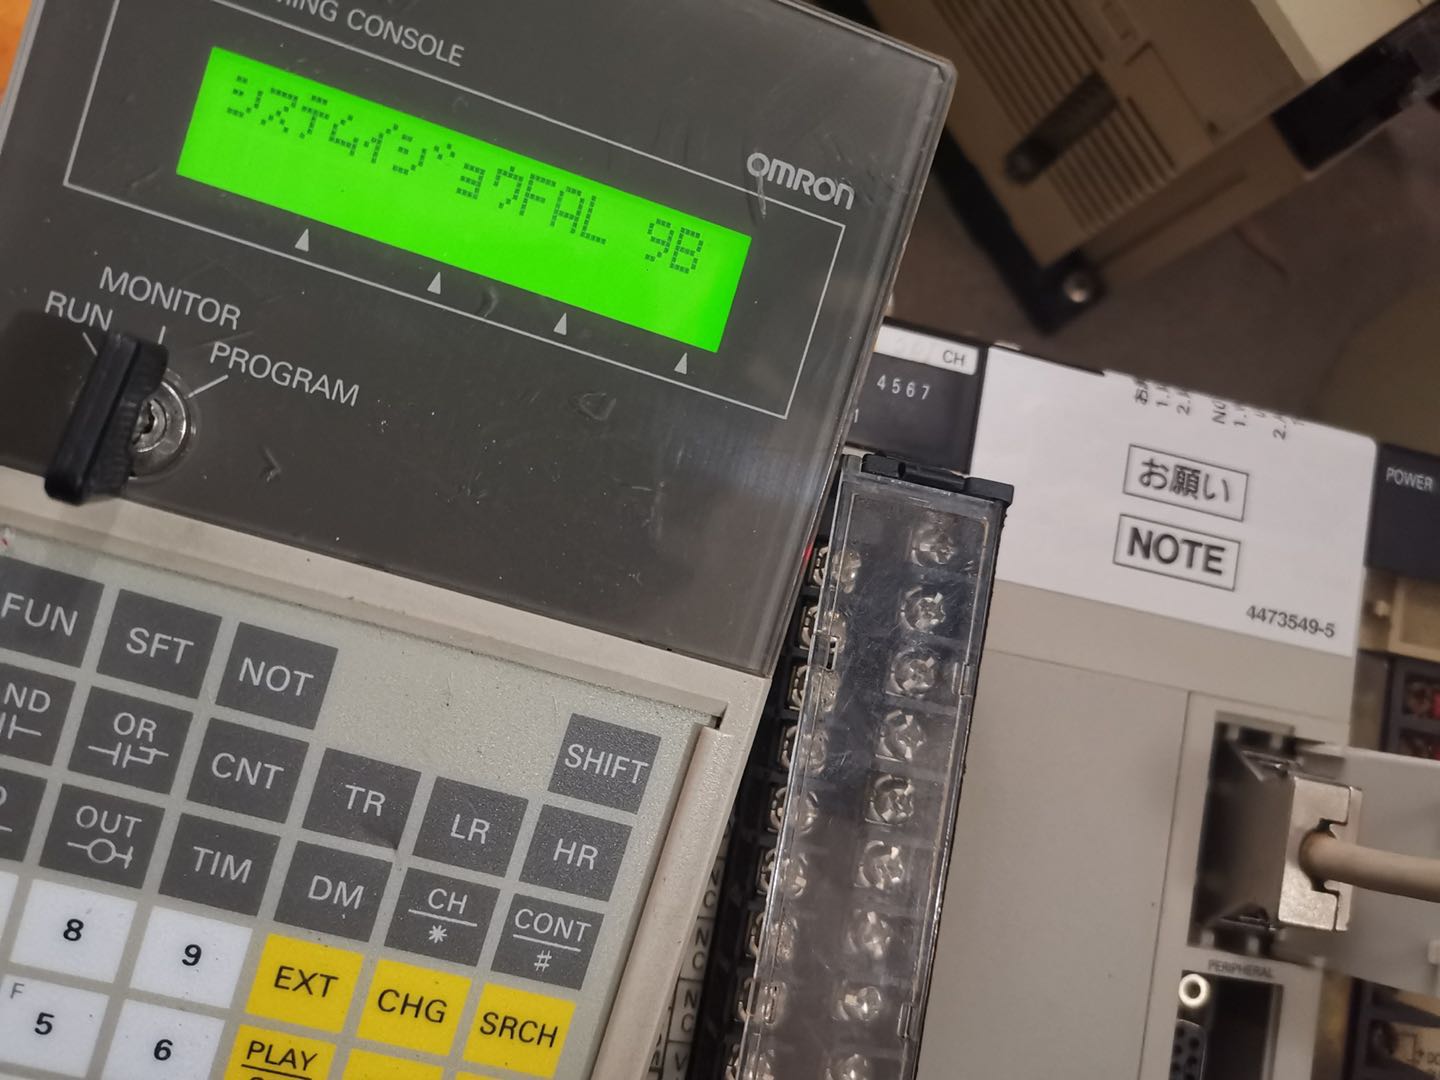 CONSOLE
システムイジョウFAL 9B
OMRON
MONITOR
RUN
PROGRAM
CH
4567
POWER
お願い
NOTE
4473549-5
FUN
SFT
NOT
OR
CNT
TR
LR
SHIFT
OUT
TIM
DM
CH
*
CONT
#
HR
8
9
EXT
CHG
SRCH
F
5
6
PLAY
PERIPHERAL